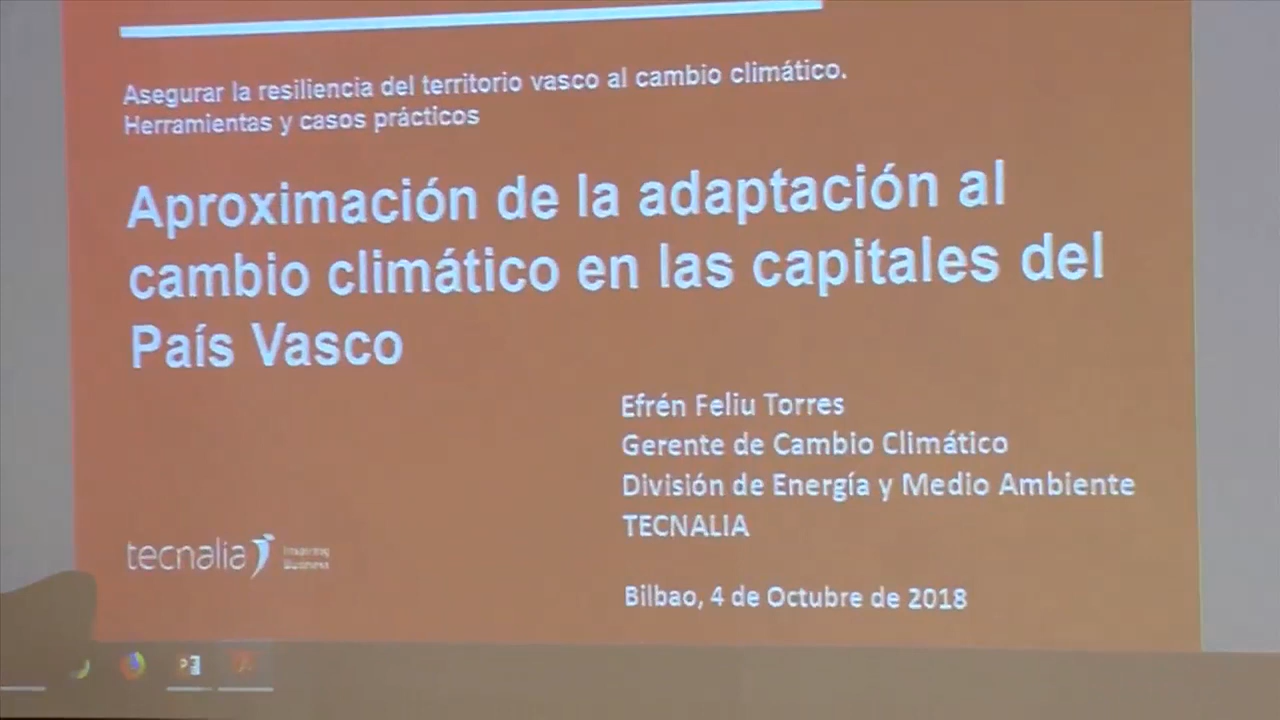 Asegurar la resiliencia del territorio vasco al cambio climático.
Herramientas y casos prácticos
Aproximación de la adaptación al
cambio climático en las capitales del
País Vasco
Efrén Feliu Torres
Gerente de Cambio Climático
División de Energía y Medio Ambiente
TECNALIA
tecnalia
Inspiring
Business
Bilbao, 4 de Octubre de 2018